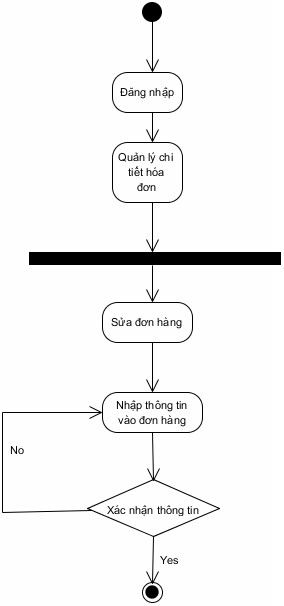 Đăng nhập
Quản lý chi
tiết hóa
đơn
Sửa đơn hàng
Nhập thông tin
vào đơn hàng
No
Xác nhận thông tin
Yes